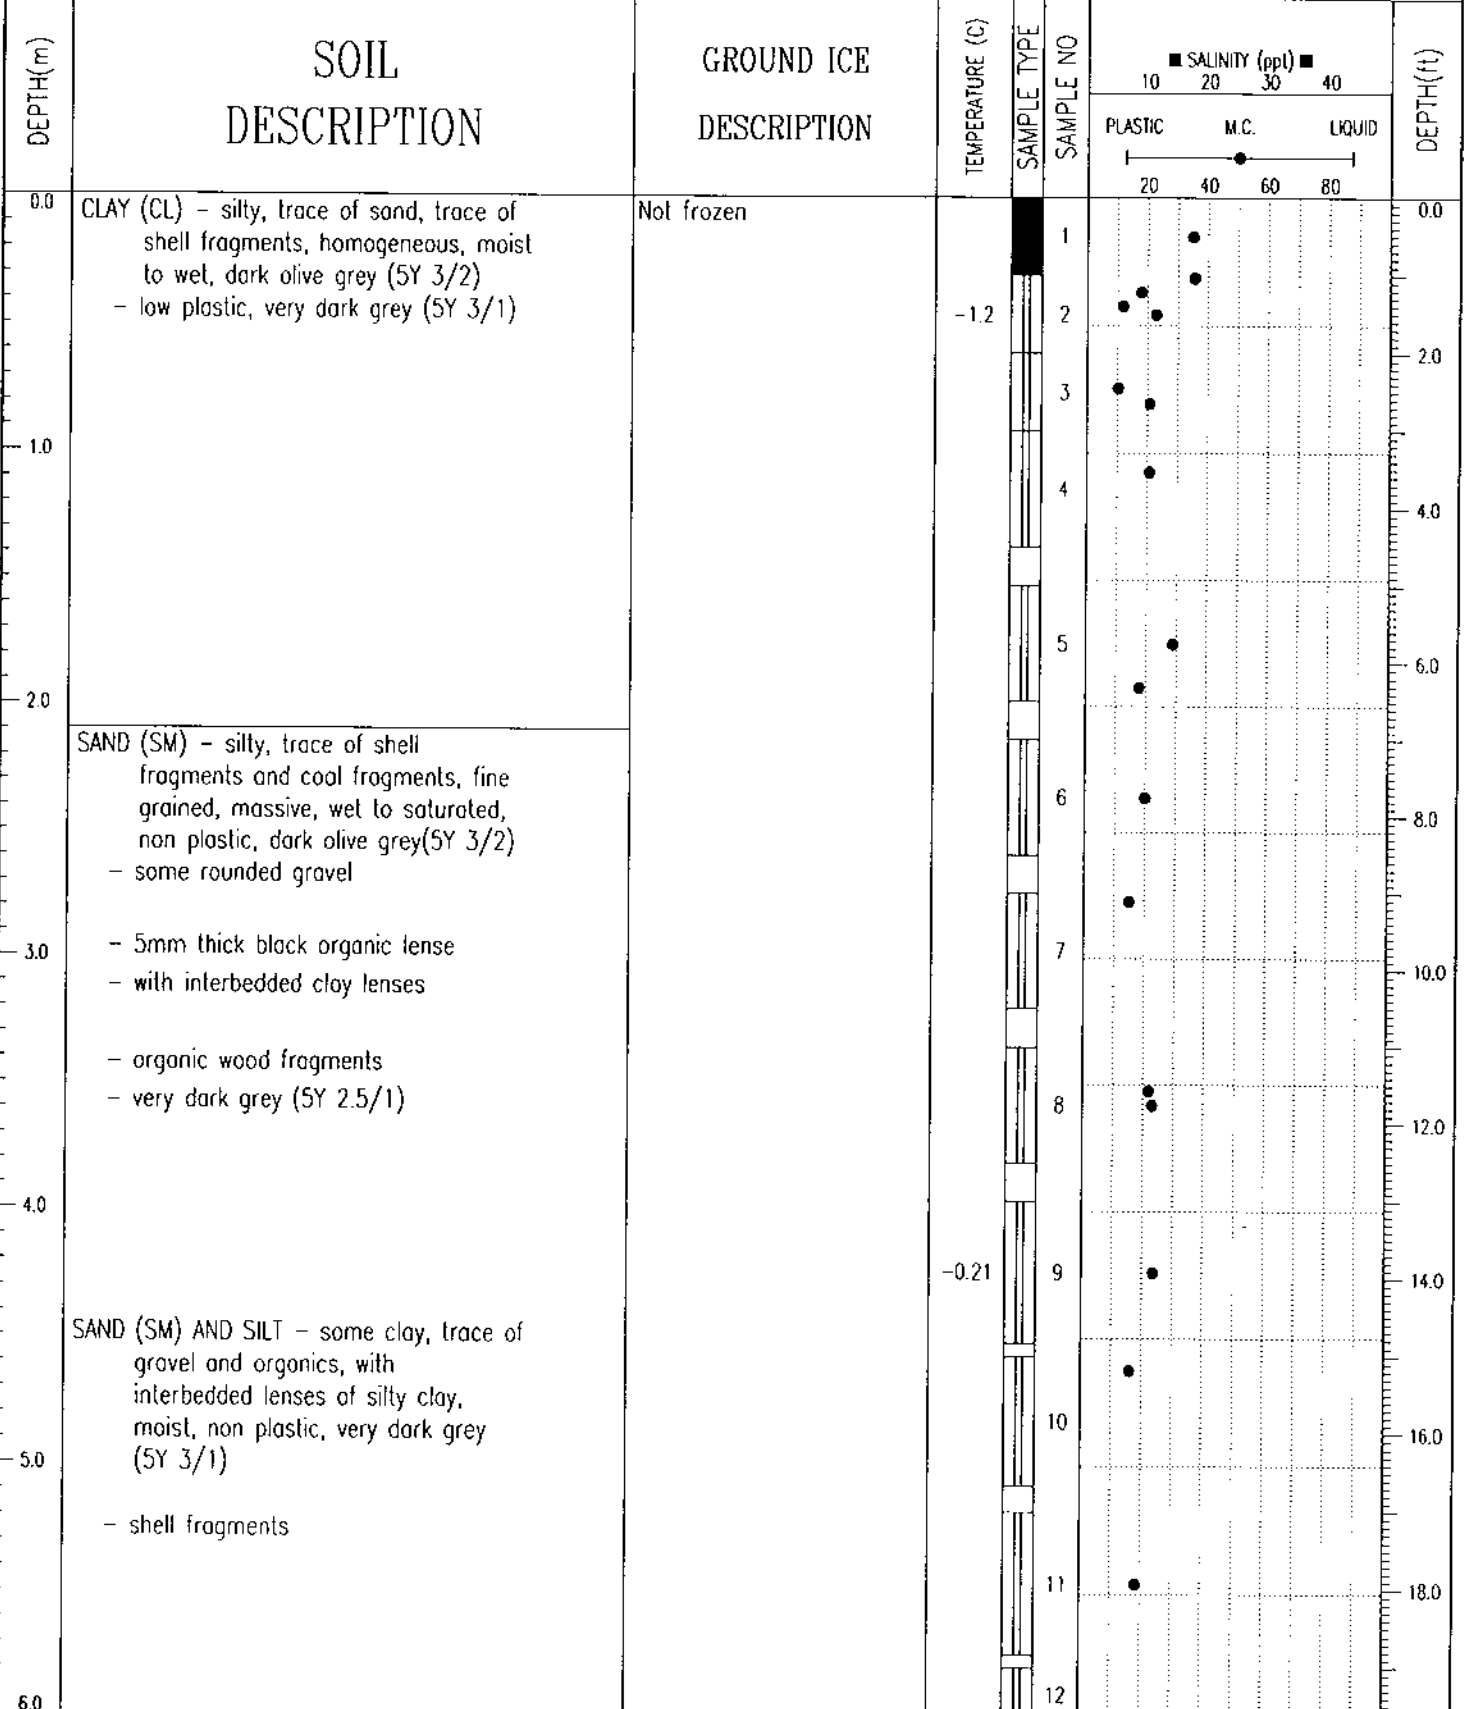 DEPTH(m)
SOIL
DESCRIPTION
GROUND ICE
DESCRIPTION
TEMPERATURE (C)
SAMPLE TYPE
SAMPLE NO
■ SALINITY (ppt) ■
10 20 30 40
PLASTIC M.C. LIQUID
20 40 60 80
DEPTH(ft)
0.0
CLAY (CL) – silty, trace of sand, trace of
shell fragments, homogeneous, moist
to wet, dark olive grey (5Y 3/2)
– low plastic, very dark grey (5Y 3/1)
Not frozen
1
0.0
-1.2
2
2.0
3
1.0
4
4.0
5
6.0
2.0
SAND (SM) – silty, trace of shell
fragments and coal fragments, fine
grained, massive, wet to saturated,
non plastic, dark olive grey(5Y 3/2)
– some rounded gravel
6
8.0
– 5mm thick black organic lense
3.0
7
– with interbedded clay lenses
10.0
– organic wood fragments
– very dark grey (5Y 2.5/1)
8
12.0
4.0
-0.21
9
14.0
SAND (SM) AND SILT – some clay, trace of
gravel and organics, with
interbedded lenses of silty clay,
moist, non plastic, very dark grey
(5Y 3/1)
10
16.0
5.0
– shell fragments
11
18.0
12
6.0